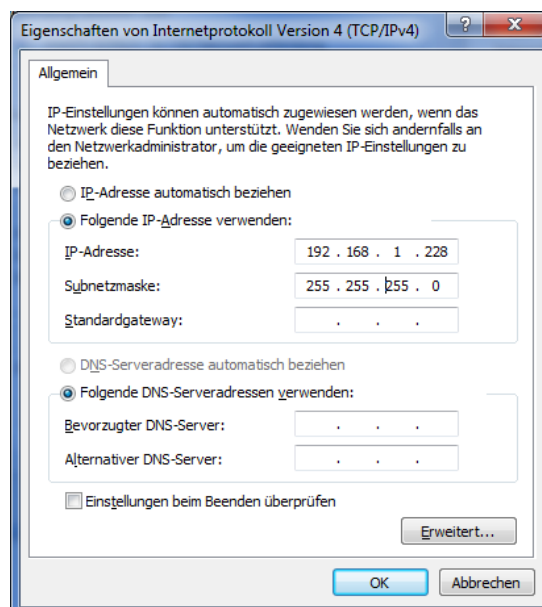 Eigenschaften von Internetprotokoll Version 4 (TCP/IPv4)
Allgemein
IP-Einstellungen können automatisch zugewiesen werden, wenn das
Netzwerk diese Funktion unterstützt. Wenden Sie sich andernfalls an
den Netzwerkadministrator, um die geeigneten IP-Einstellungen zu
beziehen.
IP-Adresse automatisch beziehen
Folgende IP-Adresse verwenden:
IP-Adresse: 192 . 168 . 1 . 228
Subnetzmaske: 255 . 255 . 255 . 0
Standardgateway: . . .
DNS-Serveradresse automatisch beziehen
Folgende DNS-Serveradressen verwenden:
Bevorzugter DNS-Server: . . .
Alternativer DNS-Server: . . .
Einstellungen beim Beenden überprüfen
Erweitert...
OK Abbrechen